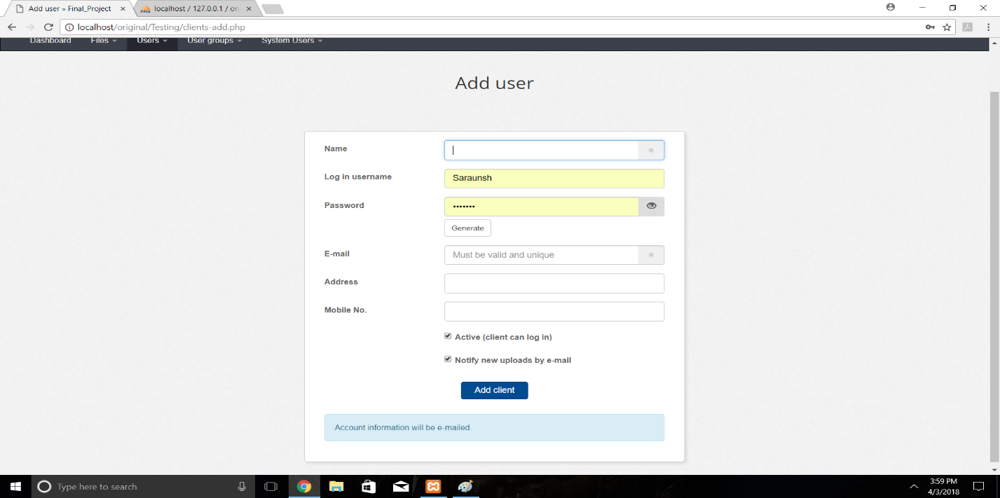 Add user » Final_Project
localhost / 127.0.0.1 / ori
localhost/original/Testing/clients-add.php
Dashboard Files Users User groups System Users
Add user
Name
*
Log in username
Saraunsh
Password
•••••••
Generate
E-mail
Must be valid and unique
*
Address
Mobile No.
Active (client can log in)
Notify new uploads by e-mail
Add client
Account information will be e-mailed.
Type here to search
3:59 PM
4/3/2018